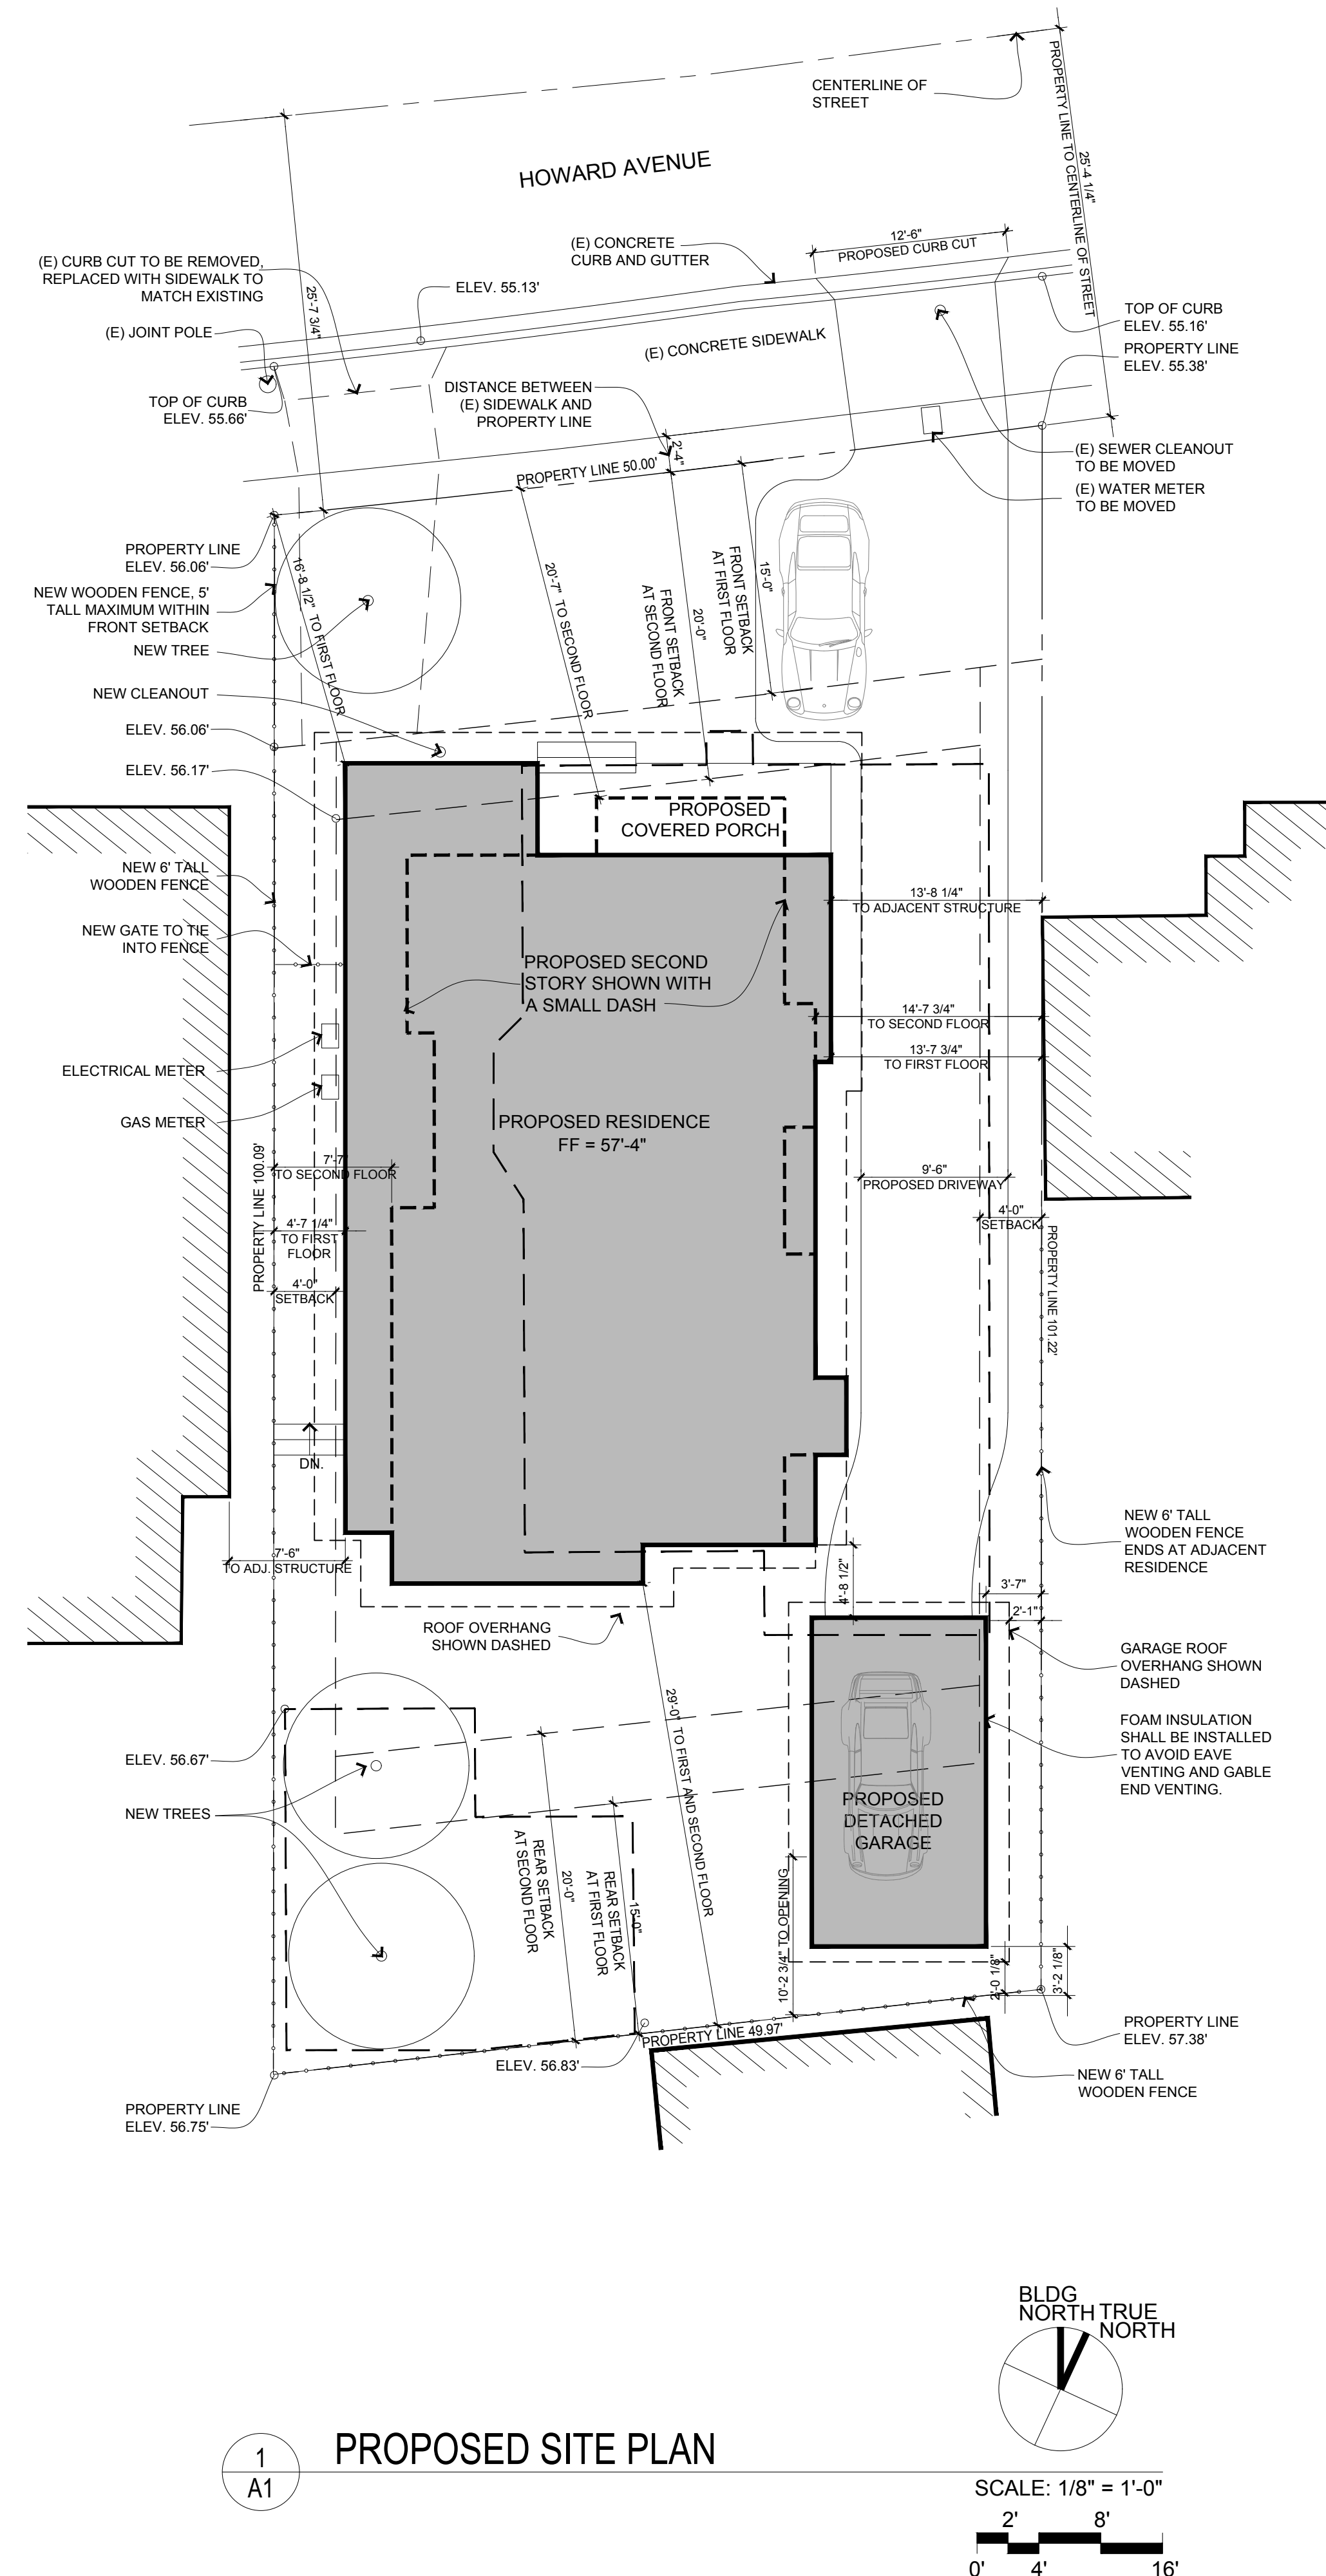 CENTERLINE OF
STREET
PROPERTY LINE TO CENTERLINE OF STREET
25'-4 1/4"
HOWARD AVENUE
12'-6"
PROPOSED CURB CUT
(E) CONCRETE
CURB AND GUTTER
(E) CURB CUT TO BE REMOVED,
REPLACED WITH SIDEWALK TO
MATCH EXISTING
25'-7 3/4"
ELEV. 55.13'
(E) JOINT POLE
(E) CONCRETE SIDEWALK
TOP OF CURB
ELEV. 55.16'
PROPERTY LINE
ELEV. 55.38'
TOP OF CURB
ELEV. 55.66'
DISTANCE BETWEEN
(E) SIDEWALK AND
PROPERTY LINE
2'-4"
PROPERTY LINE 50.00'
(E) SEWER CLEANOUT
TO BE MOVED
(E) WATER METER
TO BE MOVED
PROPERTY LINE
ELEV. 56.06'
NEW WOODEN FENCE, 5'
TALL MAXIMUM WITHIN
FRONT SETBACK
NEW TREE
16'-8 1/2" TO FIRST FLOOR
20'-7" TO SECOND FLOOR
FRONT SETBACK
AT SECOND FLOOR
20'-0"
FRONT SETBACK
AT FIRST FLOOR
15'-0"
NEW CLEANOUT
ELEV. 56.06'
ELEV. 56.17'
PROPOSED
COVERED PORCH
NEW 6' TALL
WOODEN FENCE
NEW GATE TO TIE
INTO FENCE
13'-8 1/4"
TO ADJACENT STRUCTURE
PROPOSED SECOND
STORY SHOWN WITH
A SMALL DASH
14'-7 3/4"
TO SECOND FLOOR
13'-7 3/4"
TO FIRST FLOOR
ELECTRICAL METER
GAS METER
PROPOSED RESIDENCE
FF = 57'-4"
7'-7"
TO SECOND FLOOR
9'-6"
PROPOSED DRIVEWAY
4'-0"
SETBACK
PROPERTY LINE 100.09'
4'-7 1/4"
TO FIRST
FLOOR
4'-0"
SETBACK
PROPERTY LINE 101.22'
DN.
7'-6"
TO ADJ. STRUCTURE
NEW 6' TALL
WOODEN FENCE
ENDS AT ADJACENT
RESIDENCE
4'-8 1/2"
3'-7"
2'-1"
ROOF OVERHANG
SHOWN DASHED
GARAGE ROOF
OVERHANG SHOWN
DASHED
FOAM INSULATION
SHALL BE INSTALLED
TO AVOID EAVE
VENTING AND GABLE
END VENTING.
29'-0" TO FIRST AND SECOND FLOOR
ELEV. 56.67'
NEW TREES
PROPOSED
DETACHED
GARAGE
REAR SETBACK
AT SECOND FLOOR
20'-0"
REAR SETBACK
AT FIRST FLOOR
15'-0"
10'-2 3/4" TO OPENING
2'-0 1/8"
3'-2 1/8"
PROPERTY LINE 49.97'
ELEV. 56.83'
PROPERTY LINE
ELEV. 57.38'
NEW 6' TALL
WOODEN FENCE
PROPERTY LINE
ELEV. 56.75'
BLDG
NORTH
TRUE
NORTH
1
A1
PROPOSED SITE PLAN
SCALE: 1/8" = 1'-0"
2' 8'
0' 4' 16'